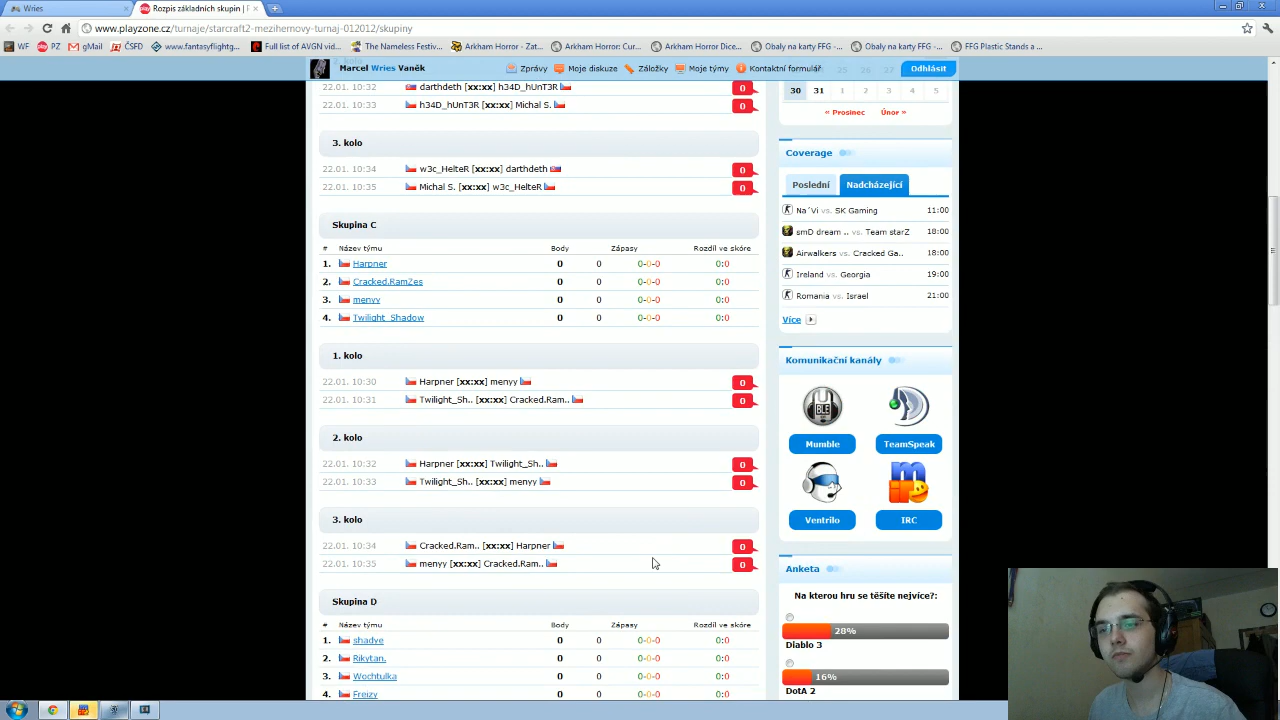 Wries
Rozpis základních skupin | P
www.playzone.cz/turnaje/starcraft2-mezihernovy-turnaj-012012/skupiny
WF PZ gMail ČSFD www.fantasyflightg... Full list of AVGN vid... The Nameless Festiv... Arkham Horror - Zat... Arkham Horror: Cur... Arkham Horror Dice... Obaly na karty FFG -... Obaly na karty FFG -... FFG Plastic Stands a ...
Marcel Wries Vaněk Zprávy Moje diskuze Záložky Moje týmy Kontaktní formulář 25 26 27 Odhlásit
22.01. 10:32 darthdeth [xx:xx] h34D_hUnT3R 0
22.01. 10:33 h34D_hUnT3R [xx:xx] Michal S. 0
3. kolo
22.01. 10:34 w3c_HelteR [xx:xx] darthdeth 0
22.01. 10:35 Michal S. [xx:xx] w3c_HelteR 0
Skupina C
# Název týmu Body Zápasy Rozdíl ve skóre
1. Harpner 0 0 0-0-0 0:0
2. Cracked.RamZes 0 0 0-0-0 0:0
3. menyy 0 0 0-0-0 0:0
4. Twilight_Shadow 0 0 0-0-0 0:0
1. kolo
22.01. 10:30 Harpner [xx:xx] menyy 0
22.01. 10:31 Twilight_Sh.. [xx:xx] Cracked.Ram.. 0
2. kolo
22.01. 10:32 Harpner [xx:xx] Twilight_Sh.. 0
22.01. 10:33 Twilight_Sh.. [xx:xx] menyy 0
3. kolo
22.01. 10:34 Cracked.Ram.. [xx:xx] Harpner 0
22.01. 10:35 menyy [xx:xx] Cracked.Ram.. 0
Skupina D
# Název týmu Body Zápasy Rozdíl ve skóre
1. shadye 0 0 0-0-0 0:0
2. Rikytan. 0 0 0-0-0 0:0
3. Wochtulka 0 0 0-0-0 0:0
4. Freizy 0 0 0-0-0 0:0
30 31 1 2 3 4 5
« Prosinec Únor »
Coverage
Poslední Nadcházející
Na´Vi vs. SK Gaming 11:00
smD dream .. vs. Team starZ 18:00
Airwalkers vs. Cracked Ga.. 18:00
Ireland vs. Georgia 19:00
Romania vs. Israel 21:00
Více
Komunikační kanály
BLE
Mumble TeamSpeak
Ventrilo IRC
Anketa
Na kterou hru se těšíte nejvíce?:
28%
Diablo 3
16%
DotA 2